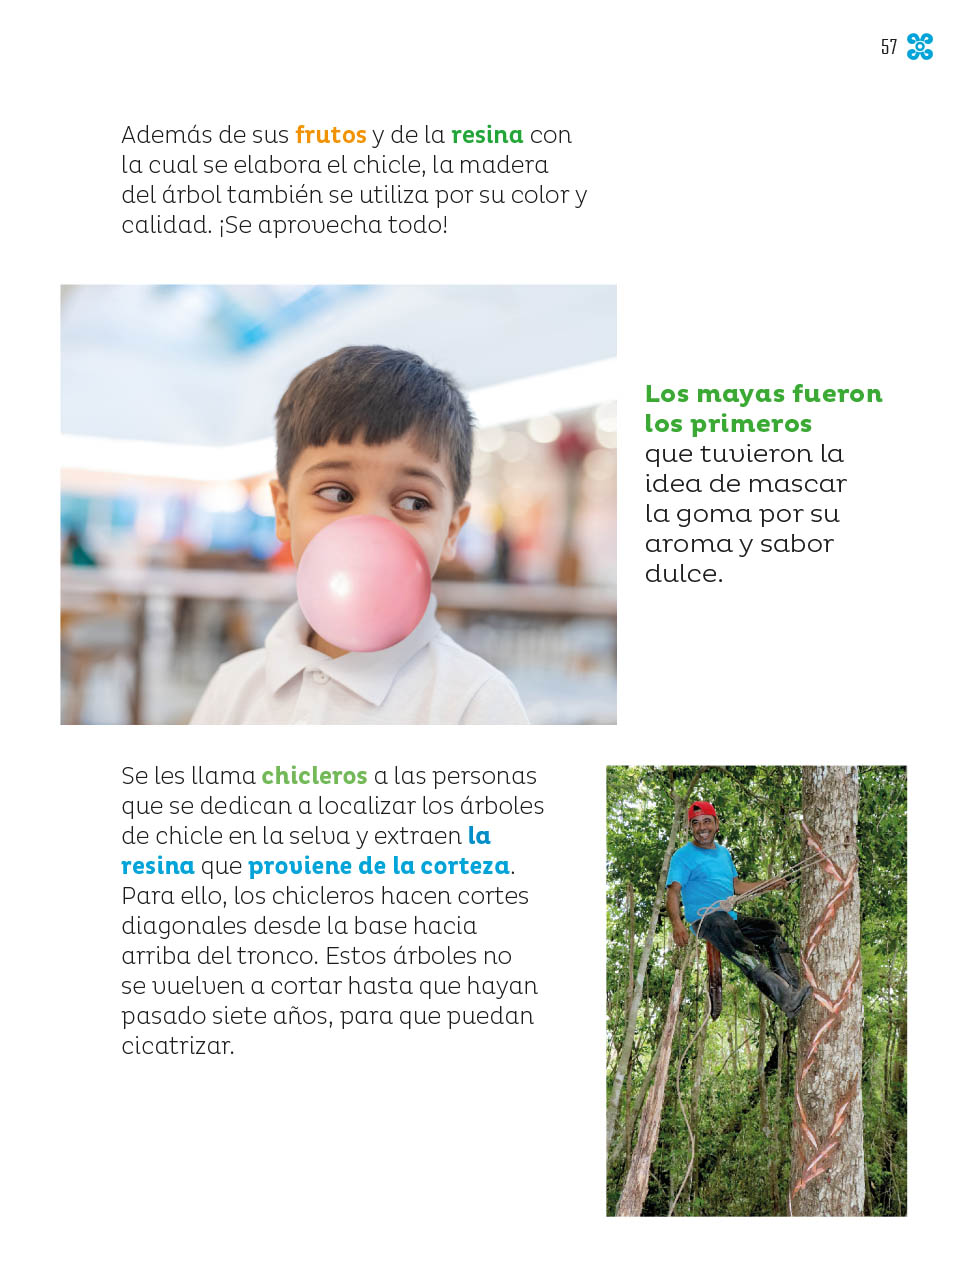 57
Además de sus frutos y de la resina con
la cual se elabora el chicle, la madera
del árbol también se utiliza por su color y
calidad. ¡Se aprovecha todo!
Los mayas fueron
los primeros
que tuvieron la
idea de mascar
la goma por su
aroma y sabor
dulce.
Se les llama chicleros a las personas
que se dedican a localizar los árboles
de chicle en la selva y extraen la
resina que proviene de la corteza.
Para ello, los chicleros hacen cortes
diagonales desde la base hacia
arriba del tronco. Estos árboles no
se vuelven a cortar hasta que hayan
pasado siete años, para que puedan
cicatrizar.